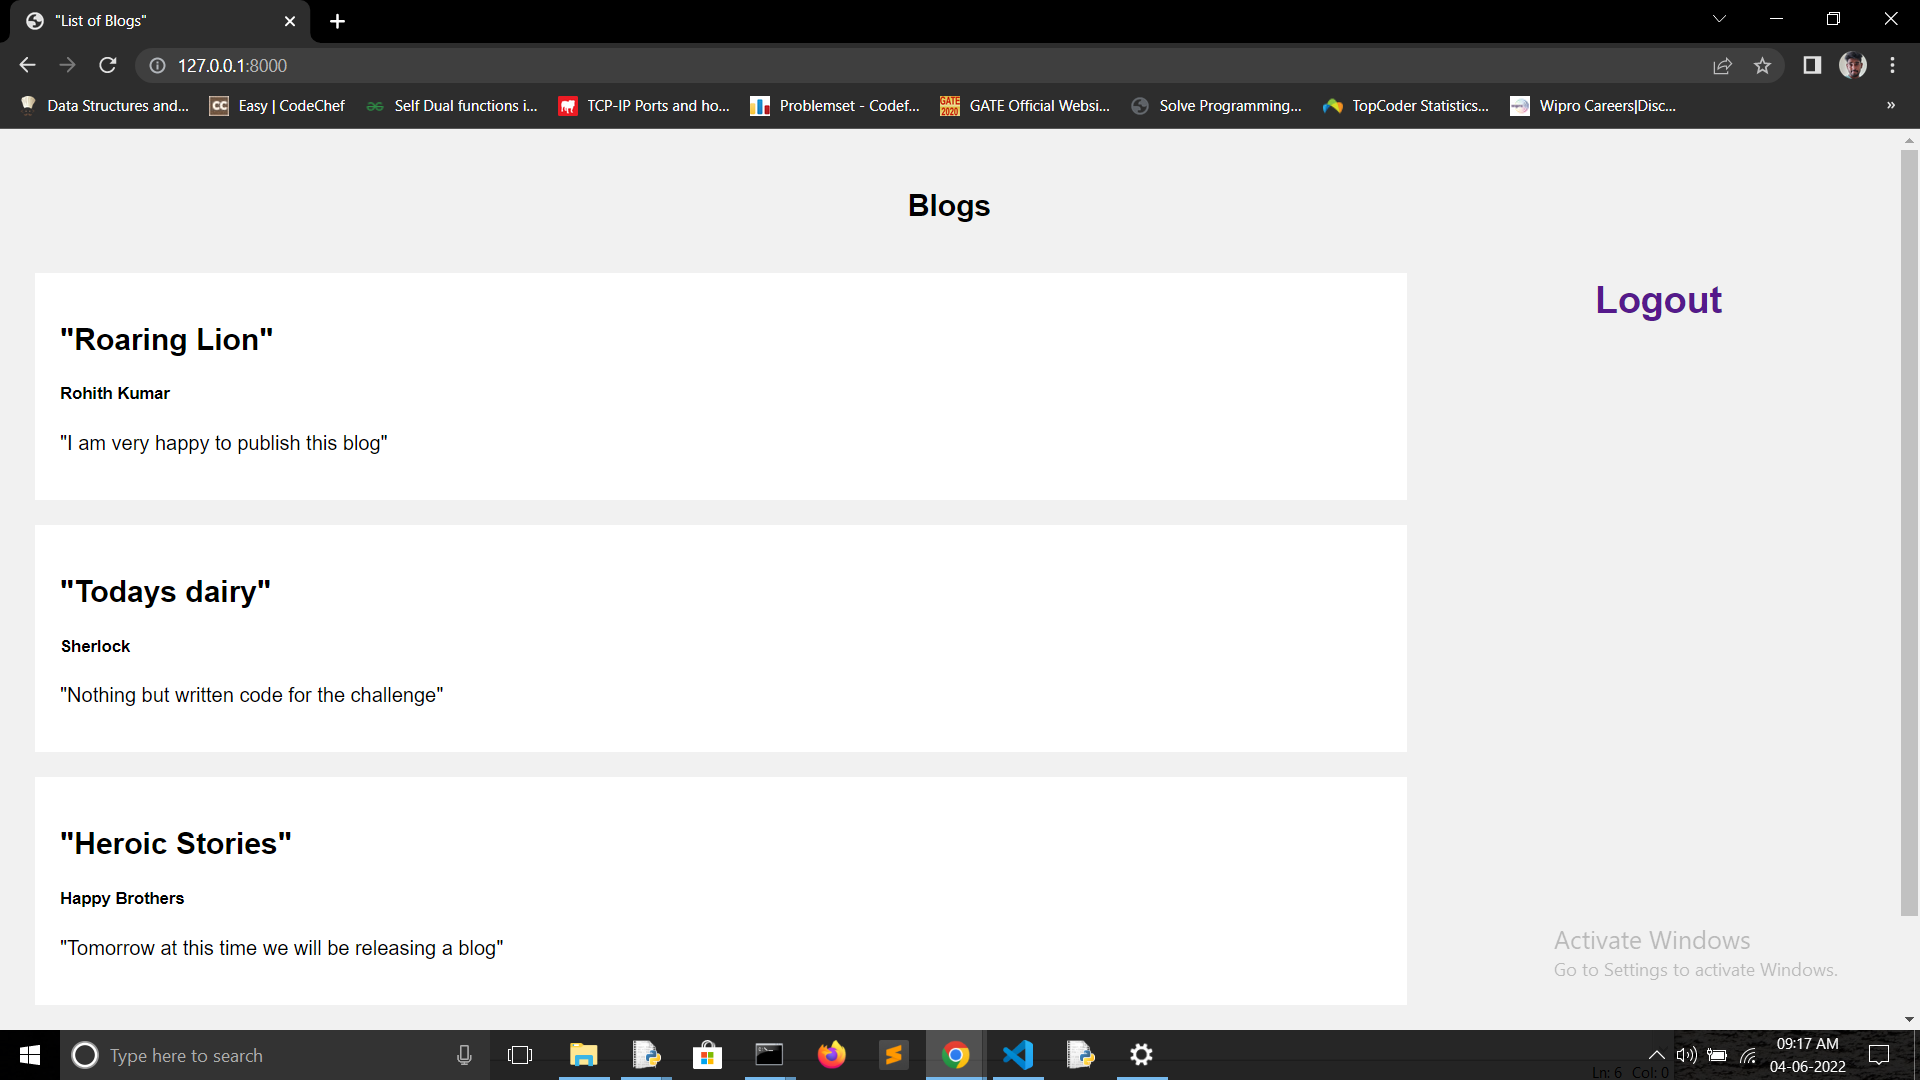 "List of Blogs"
127.0.0.1:8000
Data Structures and...
CC
Easy | CodeChef
Self Dual functions i...
TCP-IP Ports and ho...
Problemset - Codef...
GATE 2020
GATE Official Websi...
Solve Programming...
TopCoder Statistics...
Wipro Careers|Disc...
»
Blogs
Logout
"Roaring Lion"
Rohith Kumar
"I am very happy to publish this blog"
"Todays dairy"
Sherlock
"Nothing but written code for the challenge"
"Heroic Stories"
Happy Brothers
"Tomorrow at this time we will be releasing a blog"
Activate Windows
Go to Settings to activate Windows.
Type here to search
09:17 AM
04-06-2022
Ln: 6 Col: 0